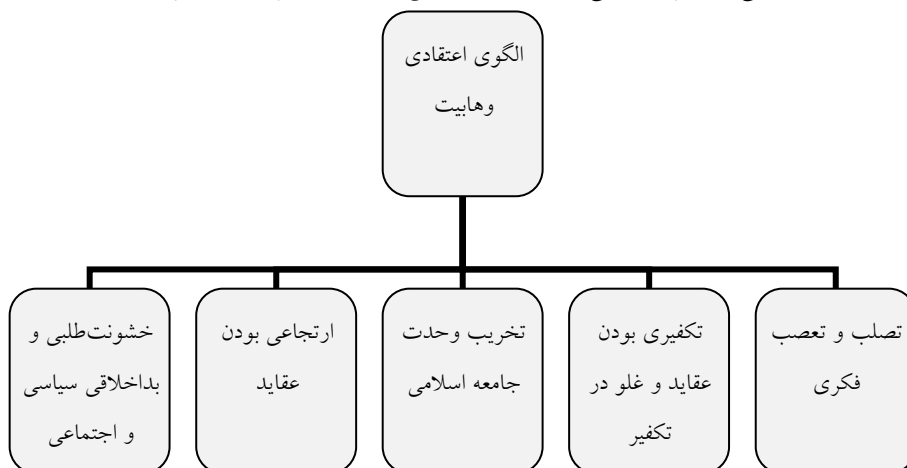 الگوی اعتقادی
وهابیت
تصلب و تعصب
فکری
تکفیری بودن
عقاید و غلو در
تکفیر
تخریب وحدت
جامعه اسلامی
ارتجاعی بودن
عقاید
خشونت‌طلبی و
بداخلاقی سیاسی
و اجتماعی